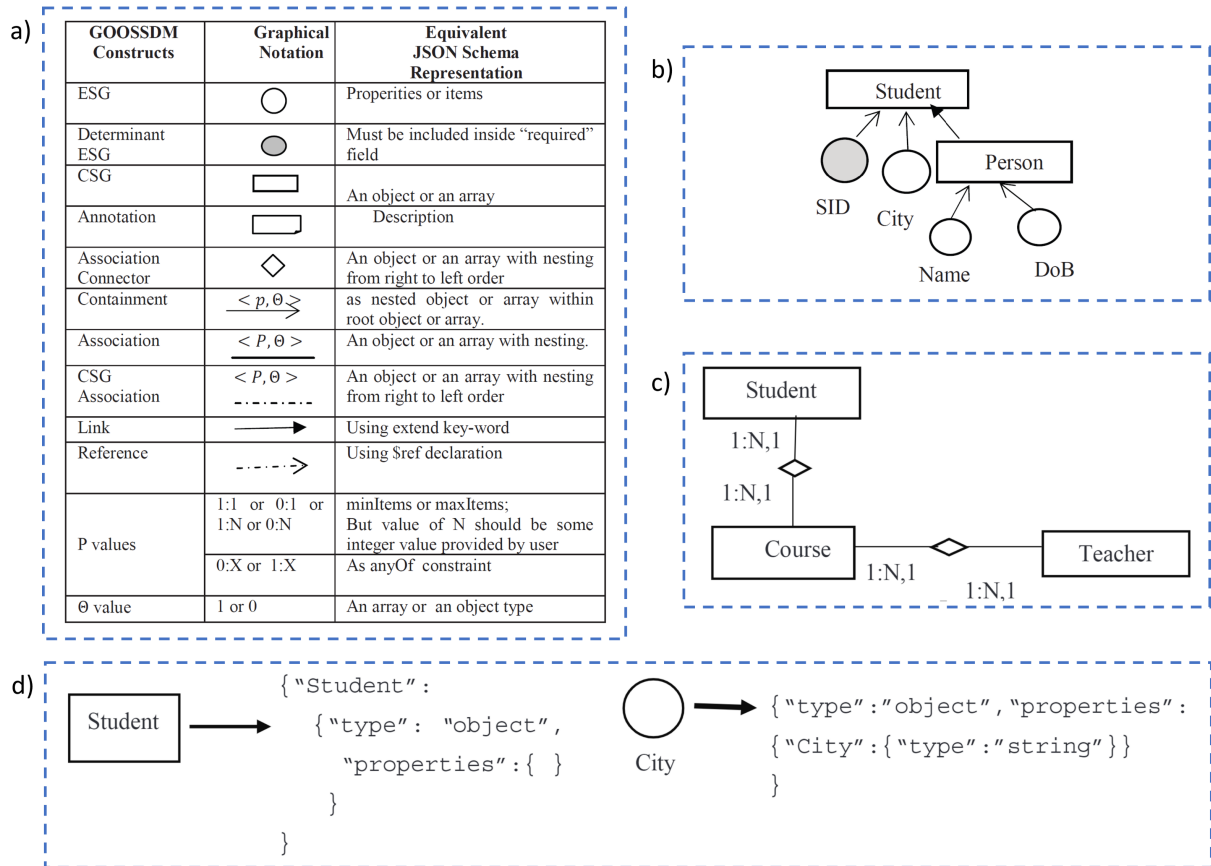 a)
GOOSSDM Constructs
Graphical Notation
Equivalent JSON Schema Representation
ESG
Properities or items
Determinant ESG
Must be included inside “required” field
CSG
An object or an array
Annotation
Description
Association Connector
An object or an array with nesting from right to left order
Containment
< p, Θ >
as nested object or array within root object or array.
Association
< P, Θ >
An object or an array with nesting.
CSG Association
< P, Θ >
An object or an array with nesting from right to left order
Link
Using extend key-word
Reference
Using $ref declaration
P values
1:1 or 0:1 or 1:N or 0:N
minItems or maxItems;
But value of N should be some integer value provided by user
0:X or 1:X
As anyOf constraint
Θ value
1 or 0
An array or an object type
b)
Student
Person
SID
City
Name
DoB
c)
Student
1:N,1
1:N,1
Course
Teacher
1:N,1
1:N,1
d)
Student
{“Student”:
{“type”: “object”,
“properties”:{ }
}
}
City
{“type”:”object”,“properties”:
{“City”:{“type”:”string”}}
}